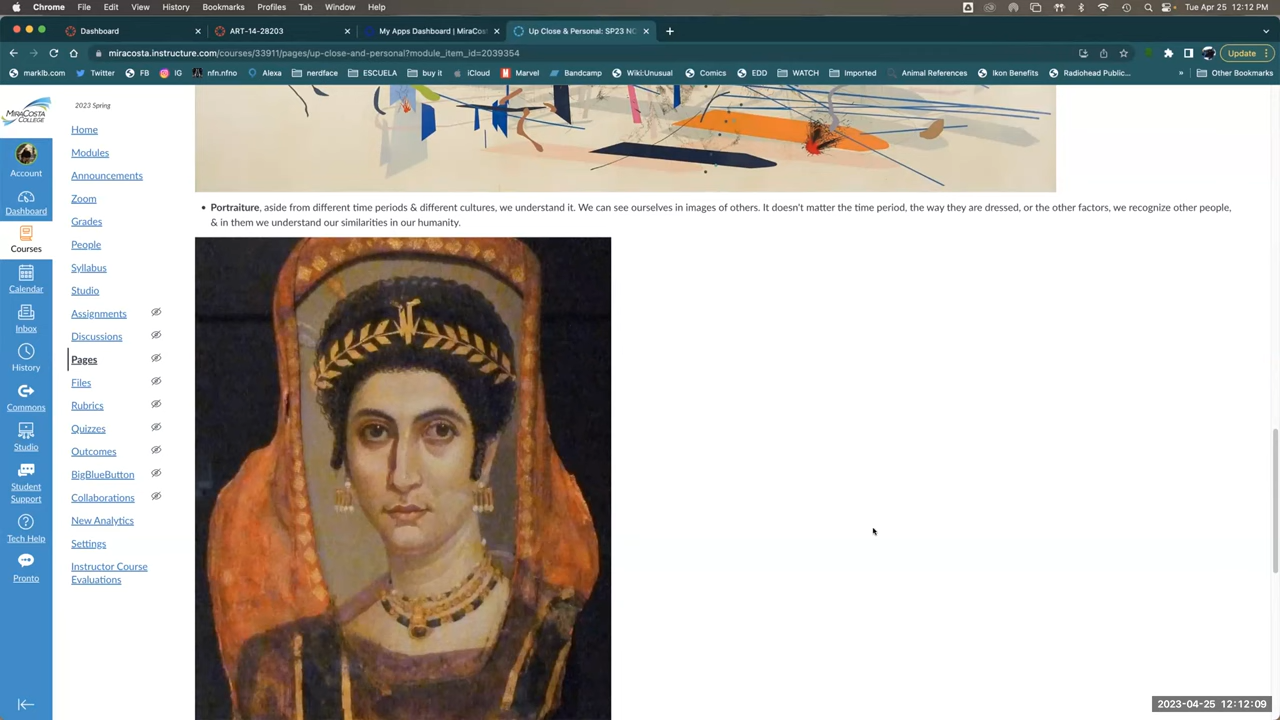 Chrome File Edit View History Bookmarks Profiles Tab Window Help Tue Apr 25 12:12 PM
Dashboard × ART-14-28203 × My Apps Dashboard | MiraCos × Up Close & Personal: SP23 NC × +
miracosta.instructure.com/courses/33911/pages/up-close-and-personal?module_item_id=2039354 Update
marklb.com Twitter FB IG nfn.nfno Alexa nerdface ESCUELA buy it iCloud Marvel Bandcamp Wiki:Unusual Comics EDD WATCH Imported Animal References Ikon Benefits Radiohead Public... » Other Bookmarks
MIRACOSTA
COLLEGE
Account
Dashboard
Courses
Calendar
Inbox
History
Commons
Studio
Student
Support
Tech Help
Pronto
2023 Spring
Home
Modules
Announcements
Zoom
Grades
People
Syllabus
Studio
Assignments
Discussions
Pages
Files
Rubrics
Quizzes
Outcomes
BigBlueButton
Collaborations
New Analytics
Settings
Instructor Course
Evaluations
• Portraiture, aside from different time periods & different cultures, we understand it. We can see ourselves in images of others. It doesn't matter the time period, the way they are dressed, or the other factors, we recognize other people,
& in them we understand our similarities in our humanity.
2023-04-25 12:12:09